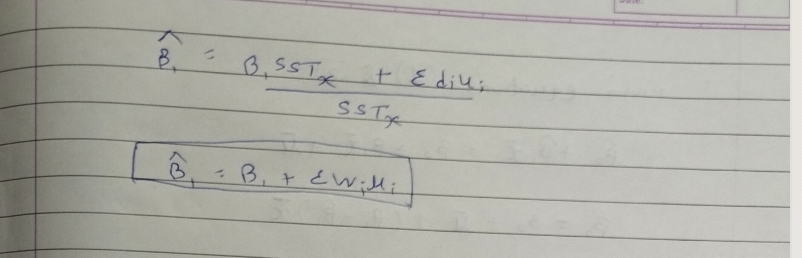 β̂₁ = β₁SSTₓ + Σdᵢuᵢ
SSTₓ
β̂₁ = β₁ + Σwᵢuᵢ